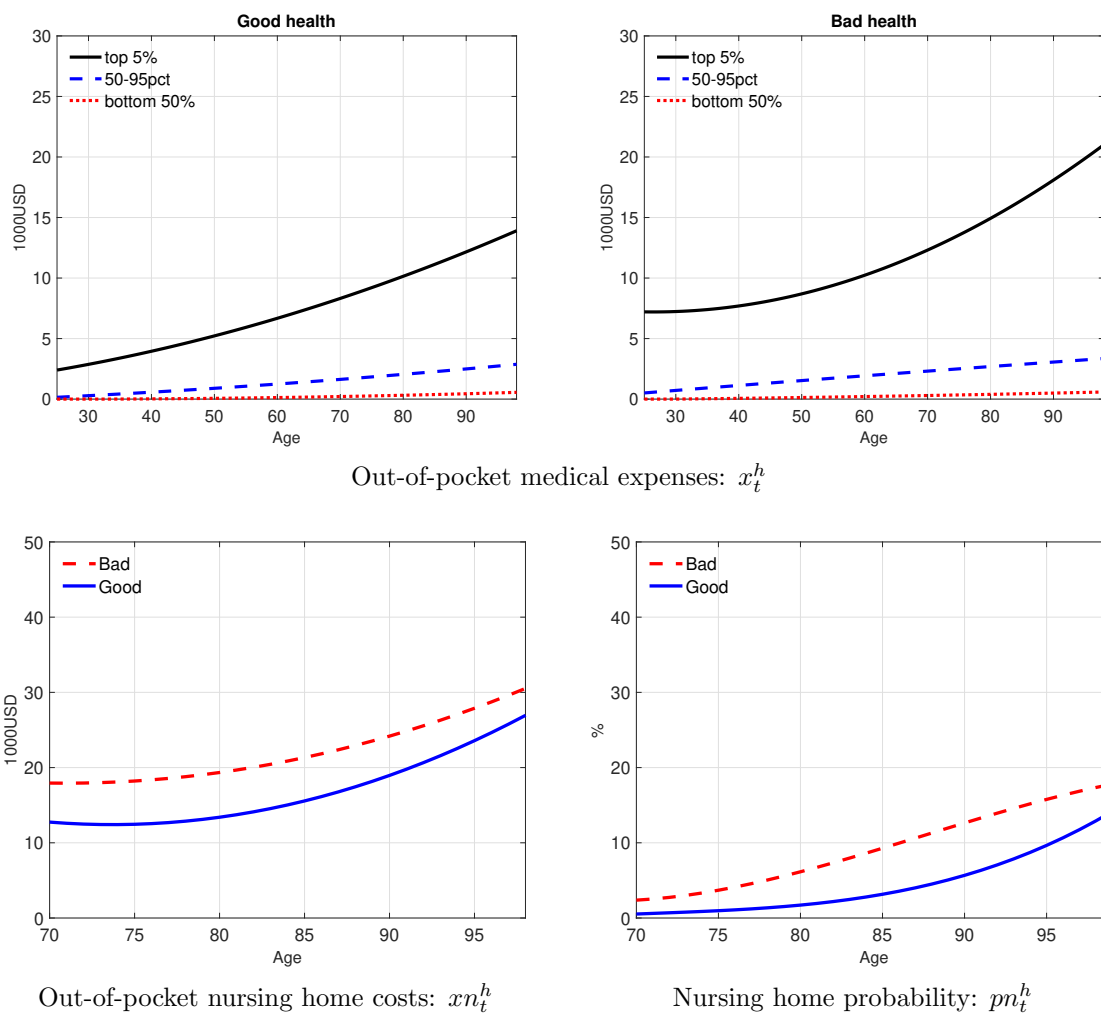 Good health
30
25
20
15
10
5
0
1000USD
top 5%
50-95pct
bottom 50%
30 40 50 60 70 80 90
Age
Bad health
30
25
20
15
10
5
0
1000USD
top 5%
50-95pct
bottom 50%
30 40 50 60 70 80 90
Age
Out-of-pocket medical expenses: $x_t^h$
50
40
30
20
10
0
1000USD
Bad
Good
70 75 80 85 90 95
Age
Out-of-pocket nursing home costs: $xn_t^h$
50
40
30
20
10
0
%
Bad
Good
70 75 80 85 90 95
Age
Nursing home probability: $pn_t^h$